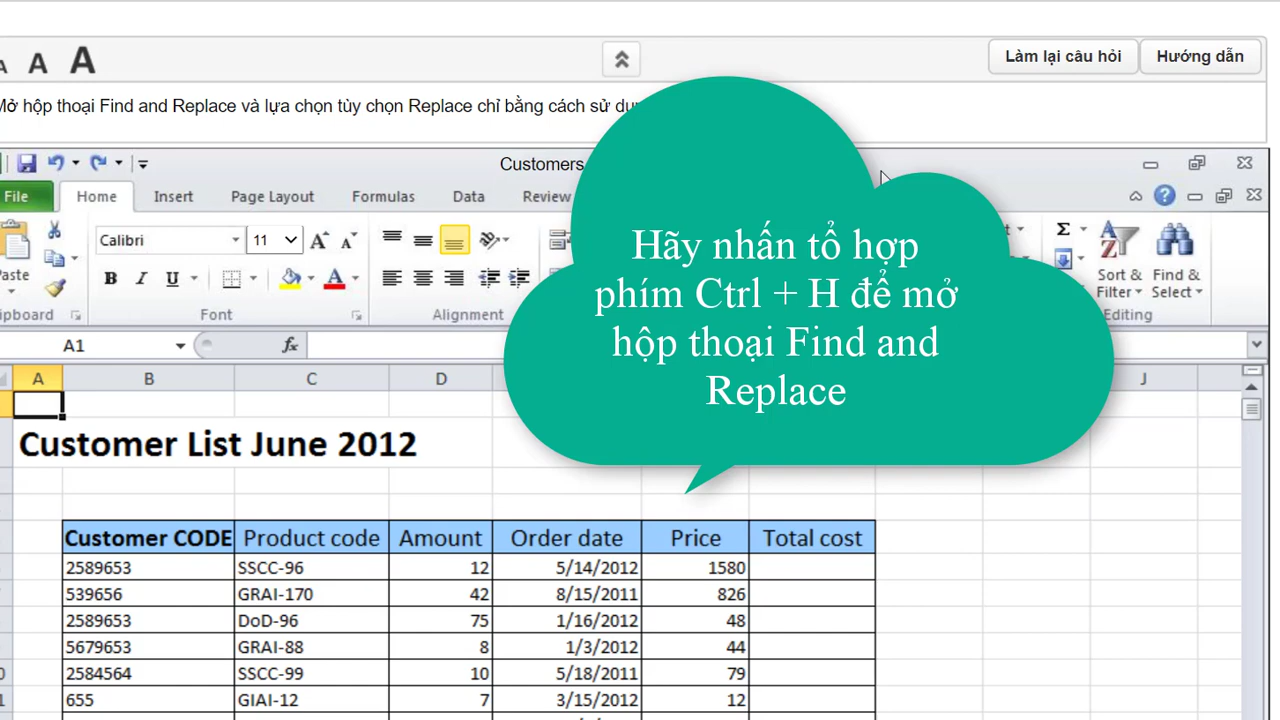 A A A
Làm lại câu hỏi
Hướng dẫn
Mở hộp thoại Find and Replace và lựa chọn tùy chọn Replace chỉ bằng cách sử
Customers
File Home Insert Page Layout Formulas Data Review
Calibri 11
Paste
B I U
Sort & Filter
Find & Select
Font
Alignment
Editing
A1 fx
A B C D J
Hãy nhấn tổ hợp
phím Ctrl + H để mở
hộp thoại Find and
Replace
Customer List June 2012
Customer CODE Product code Amount Order date Price Total cost
2589653 SSCC-96 12 5/14/2012 1580
539656 GRAI-170 42 8/15/2011 826
2589653 DoD-96 75 1/16/2012 48
5679653 GRAI-88 8 1/3/2012 44
2584564 SSCC-99 10 5/18/2011 79
655 GIAI-12 7 3/15/2012 12